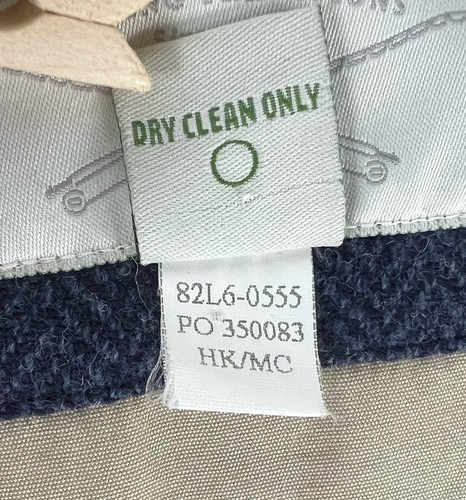 DRY CLEAN ONLY
82L6-0555
PO 350083
HK/MC